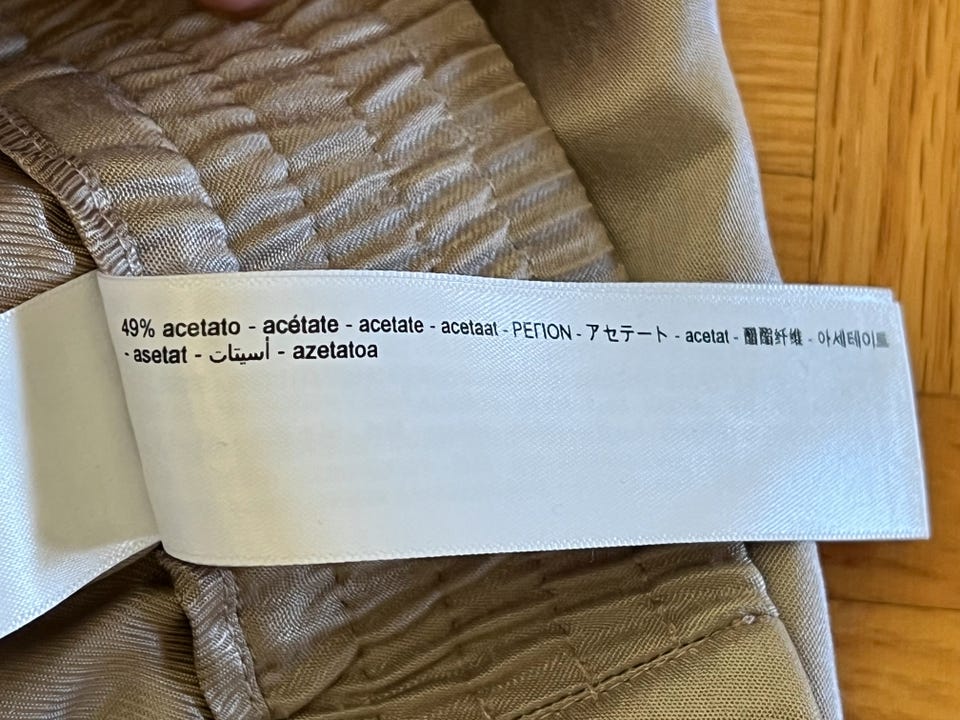 49% acetato - acétate - acetate - acetaat - ΡΕΓΙΟΝ - アセテート - acetat - 醋酯纤维 - 아세테이트
- asetat - أسيتات - azetatoa